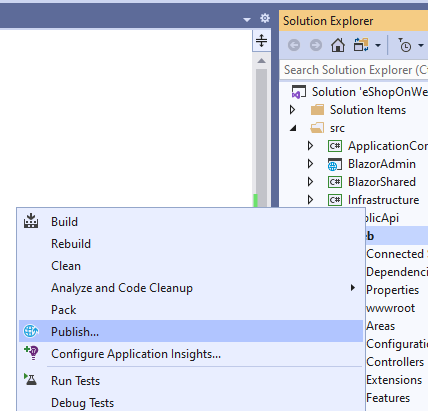 Solution Explorer
Search Solution Explorer (C
Solution 'eShopOnWe
Solution Items
src
C# ApplicationCor
BlazorAdmin
C# BlazorShared
C# Infrastructure
blicApi
b
Connected
Dependenci
Properties
wwwroot
Areas
Configuratio
Controllers
Extensions
Features
Build
Rebuild
Clean
Analyze and Code Cleanup
Pack
Publish...
Configure Application Insights...
Run Tests
Debug Tests